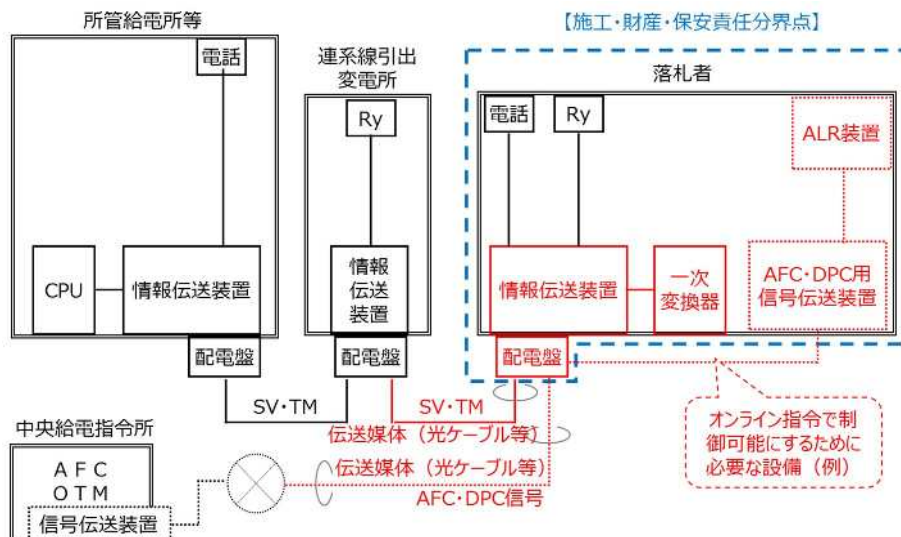 所管給電所等
電話
CPU
情報伝送装置
配電盤
連系線引出
変電所
Ry
情報
伝送
装置
配電盤
【施工・財産・保安責任分界点】
落札者
電話
Ry
ALR装置
情報伝送装置
一次
変換器
AFC・DPC用
信号伝送装置
配電盤
SV・TM
SV・TM
伝送媒体（光ケーブル等）
オンライン指令で制
御可能にするために
必要な設備（例）
中央給電指令所
AFC
OTM
信号伝送装置
伝送媒体（光ケーブル等）
AFC・DPC信号